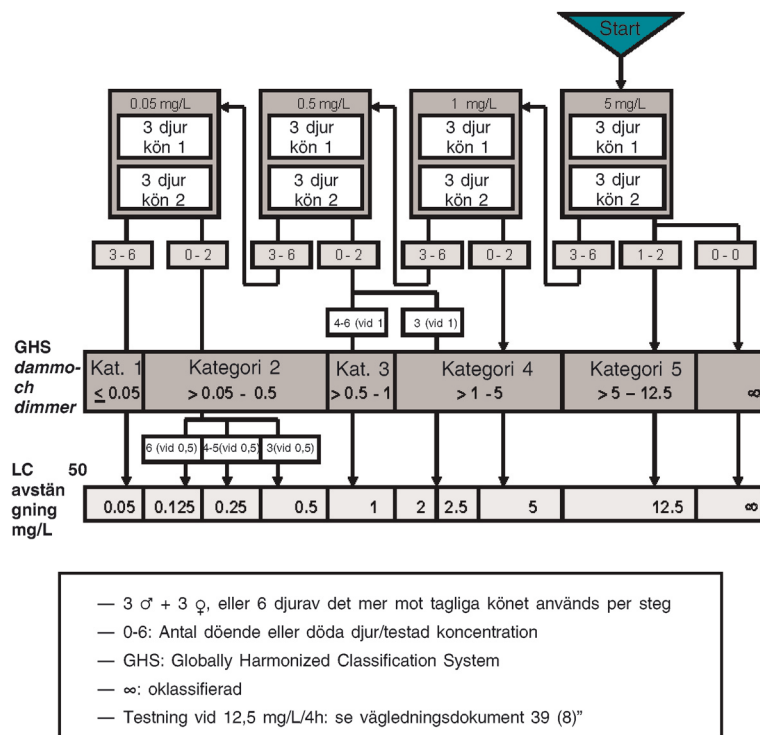 Start
0.05 mg/L
0.5 mg/L
1 mg/L
5 mg/L
3 djur
kön 1
3 djur
kön 1
3 djur
kön 1
3 djur
kön 1
3 djur
kön 2
3 djur
kön 2
3 djur
kön 2
3 djur
kön 2
3 - 6
0 - 2
3 - 6
0 - 2
3 - 6
0 - 2
3 - 6
1 - 2
0 - 0
4-6 (vid 1
3 (vid 1)
GHS
dammo-
ch
dimmer
Kat. 1
≤ 0.05
Kategori 2
> 0.05 - 0.5
Kat. 3
> 0.5 - 1
Kategori 4
> 1 - 5
Kategori 5
> 5 – 12.5
∞
6 (vid 0,5)
4-5(vid 0,5)
3(vid 0,5)
LC 50
avstän
gning
mg/L
0.05
0.125
0.25
0.5
1
2
2.5
5
12.5
∞
— 3 ♂ + 3 ♀, eller 6 djurav det mer mot tagliga könet används per steg
— 0-6: Antal döende eller döda djur/testad koncentration
— GHS: Globally Harmonized Classification System
— ∞: oklassifierad
— Testning vid 12,5 mg/L/4h: se vägledningsdokument 39 (8)”